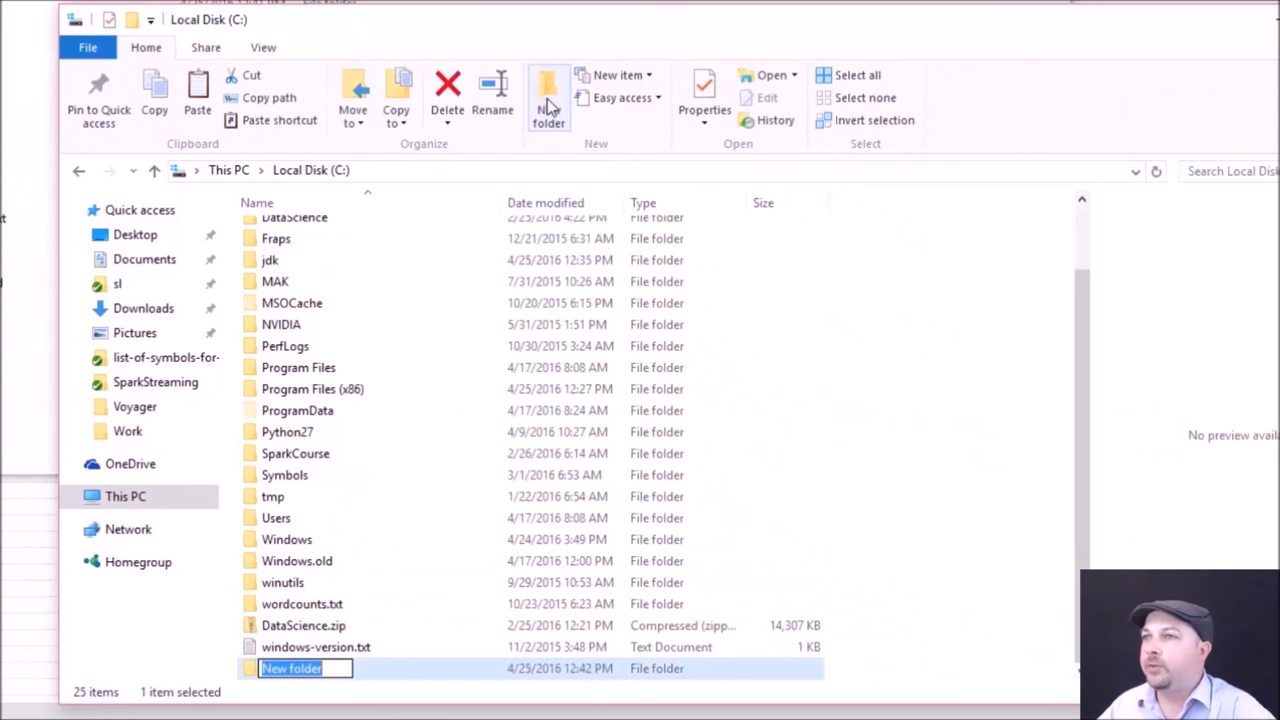 Local Disk (C:)
File Home Share View
Pin to Quick access
Copy
Paste
Cut
Copy path
Paste shortcut
Clipboard
Move to
Copy to
Delete
Rename
Organize
New folder
New item
Easy access
New
Properties
Open
Edit
History
Open
Select all
Select none
Invert selection
Select
This PC > Local Disk (C:)
Search Local Disk
Name Date modified Type Size
Quick access
Desktop
Documents
sl
Downloads
Pictures
list-of-symbols-for-
SparkStreaming
Voyager
Work
OneDrive
This PC
Network
Homegroup
DataScience 2/25/2016 4:22 PM File folder
Fraps 12/21/2015 6:31 AM File folder
jdk 4/25/2016 12:35 PM File folder
MAK 7/31/2015 10:26 AM File folder
MSOCache 10/20/2015 6:15 PM File folder
NVIDIA 5/31/2015 1:51 PM File folder
PerfLogs 10/30/2015 3:24 AM File folder
Program Files 4/17/2016 8:08 AM File folder
Program Files (x86) 4/25/2016 12:27 PM File folder
ProgramData 4/17/2016 8:24 AM File folder
Python27 4/9/2016 10:27 AM File folder
SparkCourse 2/26/2016 6:14 AM File folder
Symbols 3/1/2016 6:53 AM File folder
tmp 1/22/2016 6:54 AM File folder
Users 4/17/2016 8:08 AM File folder
Windows 4/24/2016 3:49 PM File folder
Windows.old 4/17/2016 12:00 PM File folder
winutils 9/29/2015 10:53 AM File folder
wordcounts.txt 10/23/2015 6:23 AM File folder
DataScience.zip 2/25/2016 12:21 PM Compressed (zipp... 14,307 KB
windows-version.txt 11/2/2015 3:48 PM Text Document 1 KB
New folder 4/25/2016 12:42 PM File folder
No preview availa
25 items 1 item selected